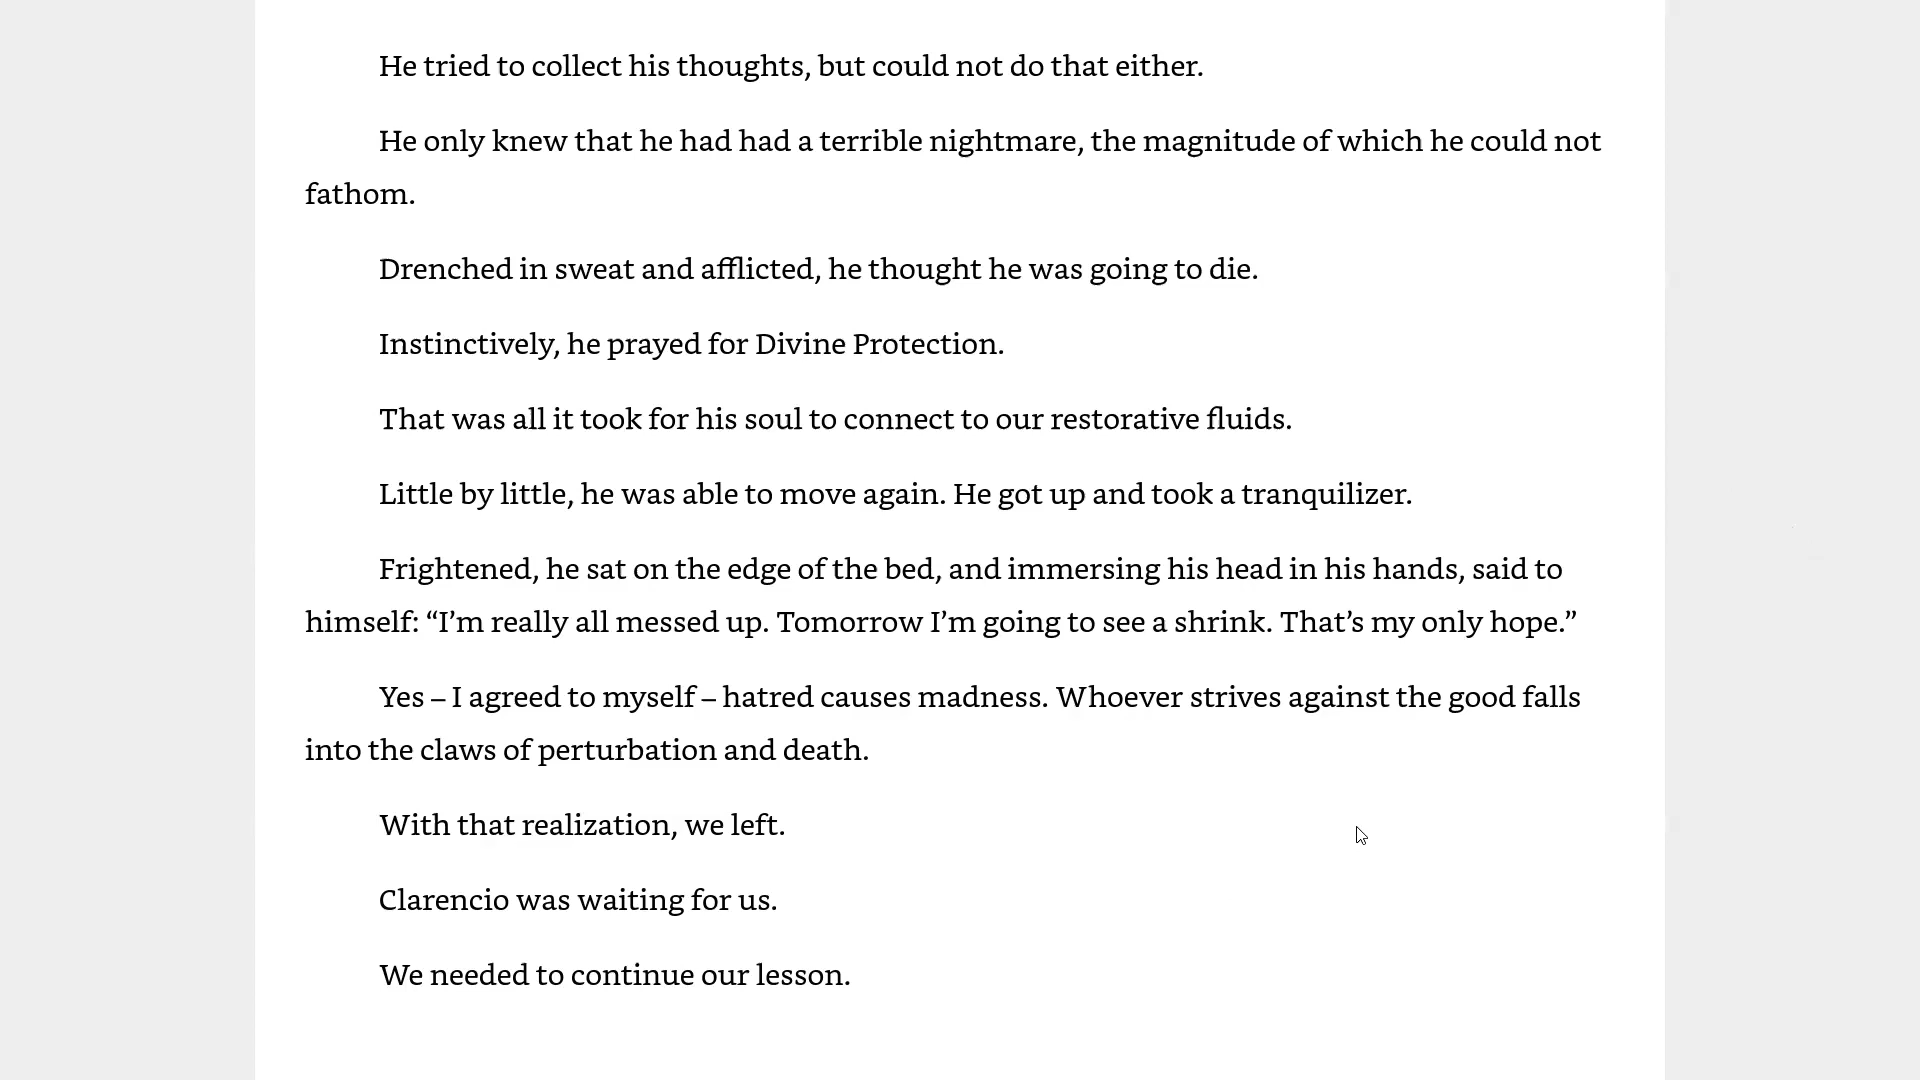 He tried to collect his thoughts, but could not do that either.
He only knew that he had had a terrible nightmare, the magnitude of which he could not
fathom.
Drenched in sweat and afflicted, he thought he was going to die.
Instinctively, he prayed for Divine Protection.
That was all it took for his soul to connect to our restorative fluids.
Little by little, he was able to move again. He got up and took a tranquilizer.
Frightened, he sat on the edge of the bed, and immersing his head in his hands, said to
himself: “I’m really all messed up. Tomorrow I’m going to see a shrink. That’s my only hope.”
Yes – I agreed to myself – hatred causes madness. Whoever strives against the good falls
into the claws of perturbation and death.
With that realization, we left.
Clarencio was waiting for us.
We needed to continue our lesson.